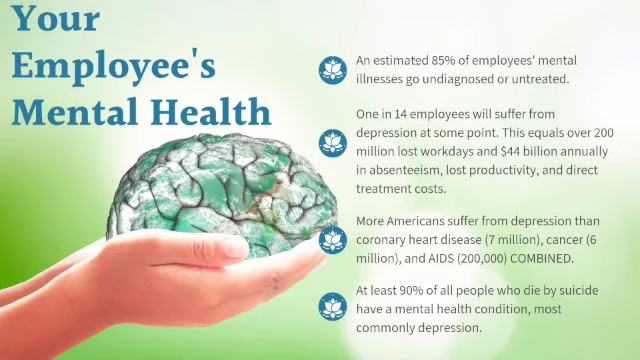 Your
Employee's
Mental Health
An estimated 85% of employees' mental
illnesses go undiagnosed or untreated.
One in 14 employees will suffer from
depression at some point. This equals over 200
million lost workdays and $44 billion annually
in absenteeism, lost productivity, and direct
treatment costs.
More Americans suffer from depression than
coronary heart disease (7 million), cancer (6
million), and AIDS (200,000) COMBINED.
At least 90% of all people who die by suicide
have a mental health condition, most
commonly depression.